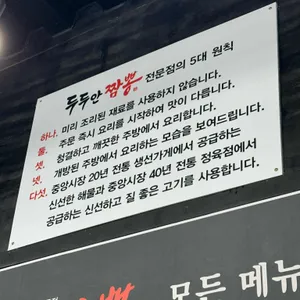 두두안 짬뽕 전문점의 5대 원칙
하나. 미리 조리된 재료를 사용하지 않습니다.
둘. 주문 즉시 요리를 시작하여 맛이 다릅니다.
셋. 청결하고 깨끗한 주방에서 요리합니다.
넷. 개방된 주방에서 요리하는 모습을 보여드립니다.
다섯. 중앙시장 20년 전통 생선가게에서 공급하는
신선한 해물과 중앙시장 40년 전통 정육점에서
공급하는 신선하고 질 좋은 고기를 사용합니다.
모든 메뉴